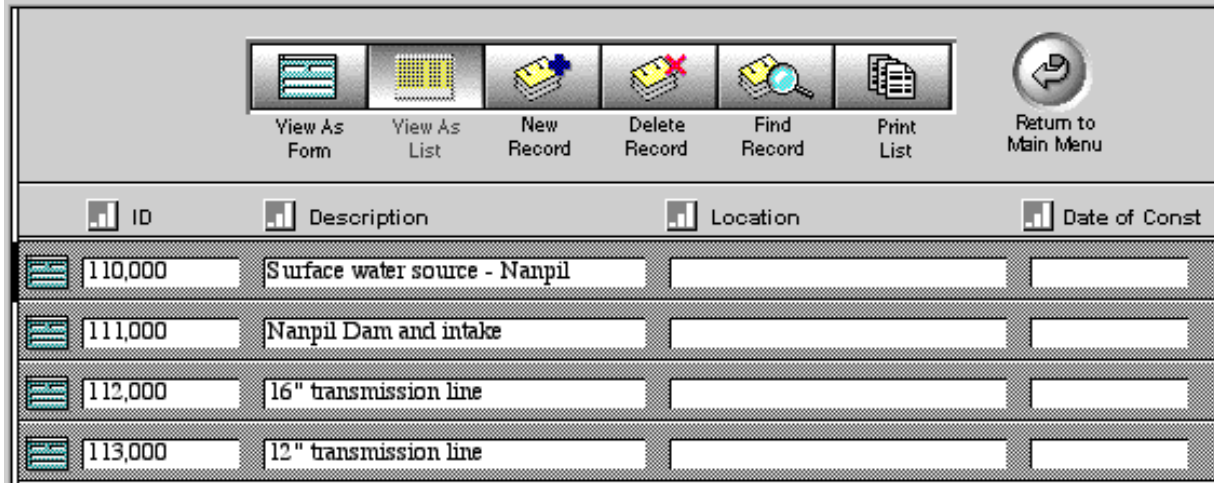 View As View As New Delete Find Print Return to
Form List Record Record Record List Main Menu
ID Description Location Date of Const
110,000 Surface water source - Nanpil
111,000 Nanpil Dam and intake
112,000 16" transmission line
113,000 12" transmission line